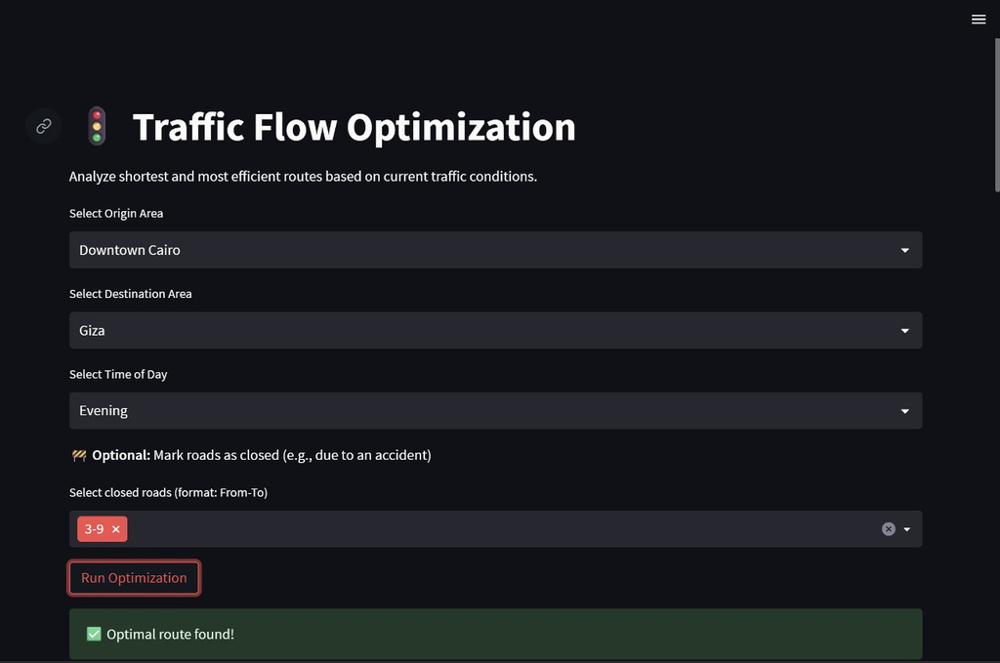 Traffic Flow Optimization
Analyze shortest and most efficient routes based on current traffic conditions.
Select Origin Area
Downtown Cairo
Select Destination Area
Giza
Select Time of Day
Evening
Optional: Mark roads as closed (e.g., due to an accident)
Select closed roads (format: From-To)
3-9
Run Optimization
Optimal route found!